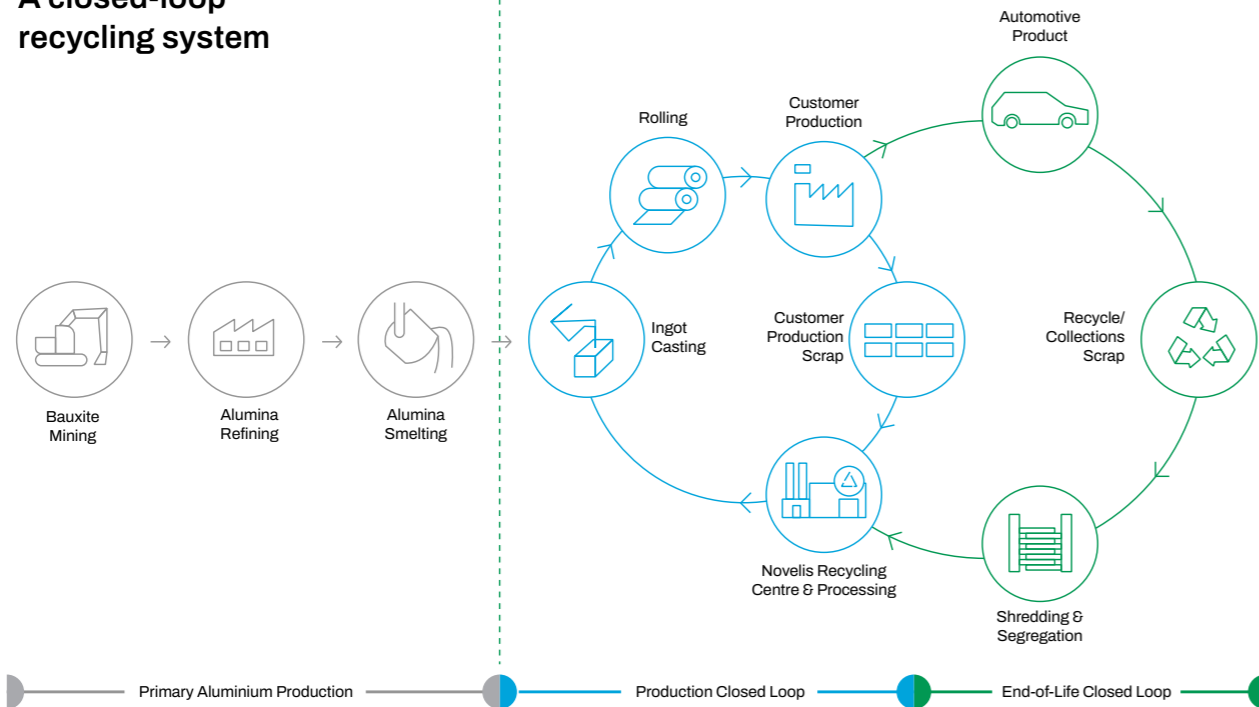 A closed-loop
recycling system
Automotive
Product
Customer
Production
Rolling
Ingot
Casting
Customer
Production
Scrap
Recycle/
Collections
Scrap
Bauxite
Mining
Alumina
Refining
Alumina
Smelting
Novelis Recycling
Centre & Processing
Shredding &
Segregation
Primary Aluminium Production
Production Closed Loop
End-of-Life Closed Loop